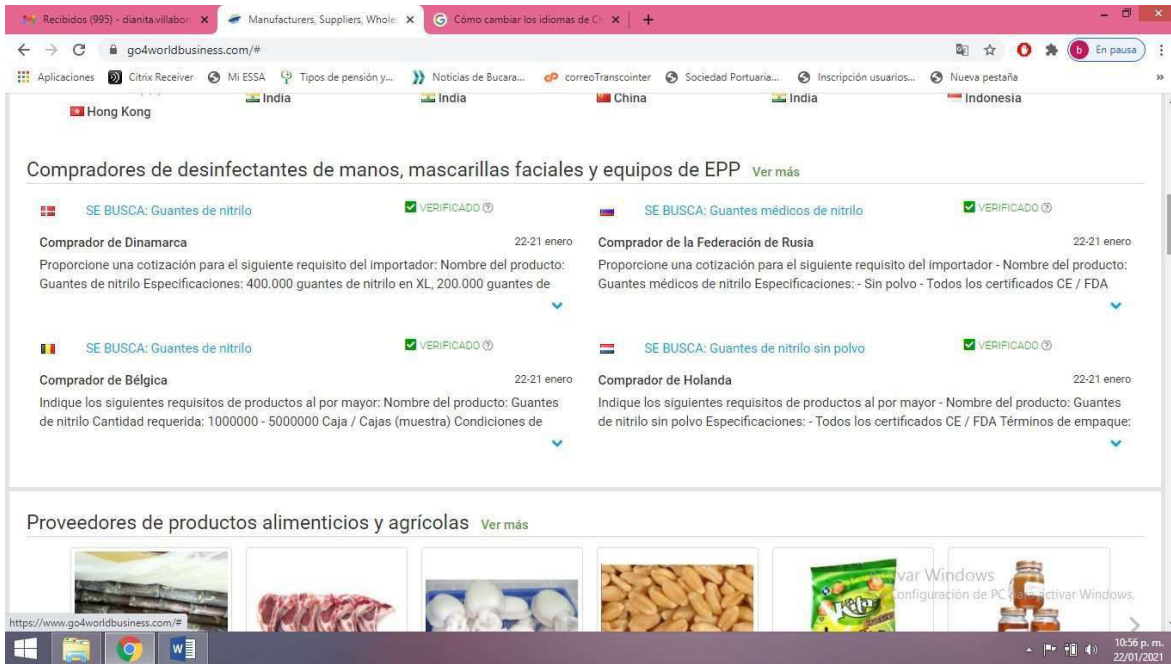 Recibidos (995) - dianita.villabon
Manufacturers, Suppliers, Whole
Cómo cambiar los idiomas de Ch
go4worldbusiness.com/#
b En pausa
Aplicaciones
Citrix Receiver
Mi ESSA
Tipos de pensión y...
Noticias de Bucara...
correoTranscointer
Sociedad Portuaria...
Inscripción usuarios...
Nueva pestaña
Hong Kong
India
India
China
India
Indonesia
Compradores de desinfectantes de manos, mascarillas faciales y equipos de EPP Ver más
SE BUSCA: Guantes de nitrilo
VERIFICADO
Comprador de Dinamarca
22-21 enero
Proporcione una cotización para el siguiente requisito del importador: Nombre del producto:
Guantes de nitrilo Especificaciones: 400.000 guantes de nitrilo en XL, 200.000 guantes de
SE BUSCA: Guantes médicos de nitrilo
VERIFICADO
Comprador de la Federación de Rusia
22-21 enero
Proporcione una cotización para el siguiente requisito del importador - Nombre del producto:
Guantes médicos de nitrilo Especificaciones: - Sin polvo - Todos los certificados CE / FDA
SE BUSCA: Guantes de nitrilo
VERIFICADO
Comprador de Bélgica
22-21 enero
Indique los siguientes requisitos de productos al por mayor: Nombre del producto: Guantes
de nitrilo Cantidad requerida: 1000000 - 5000000 Caja / Cajas (muestra) Condiciones de
SE BUSCA: Guantes de nitrilo sin polvo
VERIFICADO
Comprador de Holanda
22-21 enero
Indique los siguientes requisitos de productos al por mayor - Nombre del producto: Guantes
de nitrilo sin polvo Especificaciones: - Todos los certificados CE / FDA Términos de empaque:
Proveedores de productos alimenticios y agrícolas Ver más
var Windows
onfiguración de PC para activar Windows.
https://www.go4worldbusiness.com/#
10:56 p. m.
22/01/2021